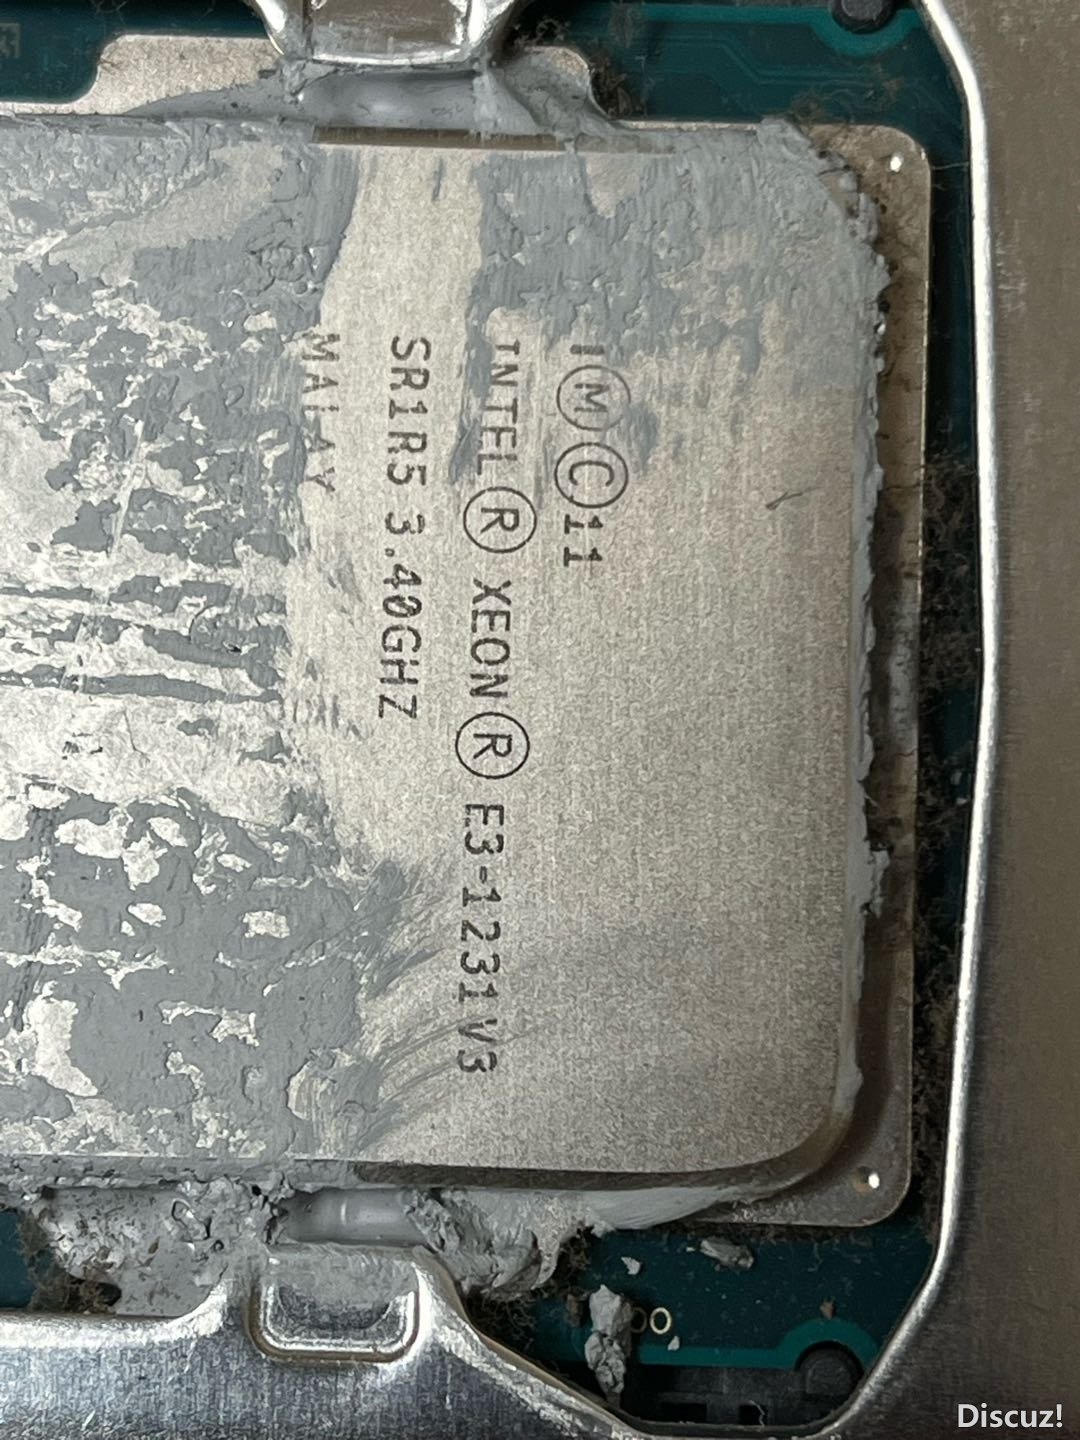 i Ⓜ Ⓒ 11
INTEL® XEON® E3-1231 V3
SR1R5 3.40GHZ
MALAY
Discuz!